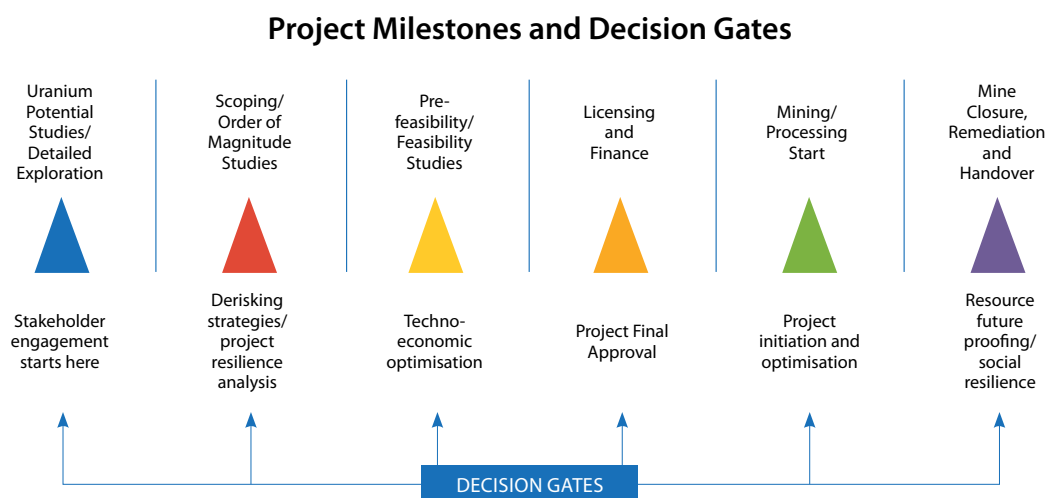 Project Milestones and Decision Gates
Uranium
Potential
Studies/
Detailed
Exploration
Scoping/
Order of
Magnitude
Studies
Pre-
feasibility/
Feasibility
Studies
Licensing
and
Finance
Mining/
Processing
Start
Mine
Closure,
Remediation
and
Handover
Stakeholder
engagement
starts here
Derisking
strategies/
project
resilience
analysis
Techno-
economic
optimisation
Project Final
Approval
Project
initiation and
optimisation
Resource
future
proofing/
social
resilience
DECISION GATES